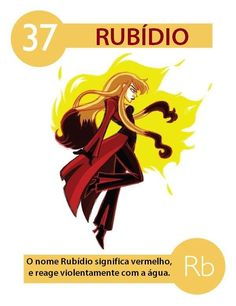 37
RUBÍDIO
O nome Rubídio significa vermelho,
e reage violentamente com a água.
Rb